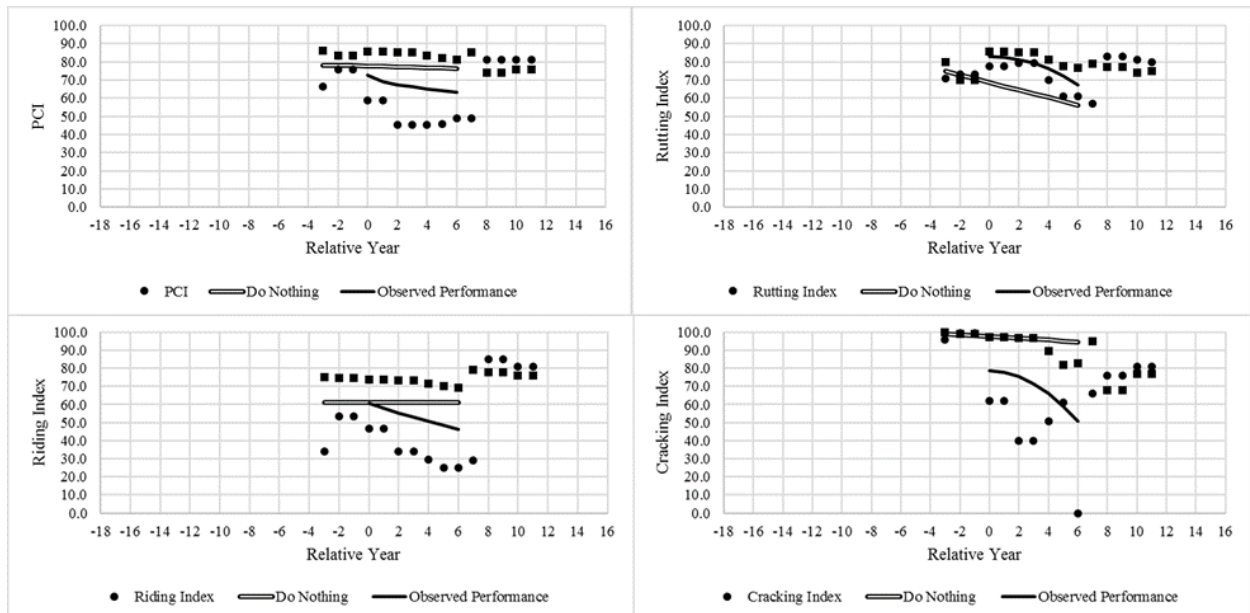 PCI
100.0
90.0
80.0
70.0
60.0
50.0
40.0
30.0
20.0
10.0
0.0
-18 -16 -14 -12 -10 -8 -6 -4 -2 0 2 4 6 8 10 12 14 16
Relative Year
PCI Do Nothing Observed Performance
Rutting Index
100.0
90.0
80.0
70.0
60.0
50.0
40.0
30.0
20.0
10.0
0.0
-18 -16 -14 -12 -10 -8 -6 -4 -2 0 2 4 6 8 10 12 14 16
Relative Year
Rutting Index Do Nothing Observed Performance
Riding Index
100.0
90.0
80.0
70.0
60.0
50.0
40.0
30.0
20.0
10.0
0.0
-18 -16 -14 -12 -10 -8 -6 -4 -2 0 2 4 6 8 10 12 14 16
Relative Year
Riding Index Do Nothing Observed Performance
Cracking Index
100.0
90.0
80.0
70.0
60.0
50.0
40.0
30.0
20.0
10.0
0.0
-18 -16 -14 -12 -10 -8 -6 -4 -2 0 2 4 6 8 10 12 14 16
Relative Year
Cracking Index Do Nothing Observed Performance